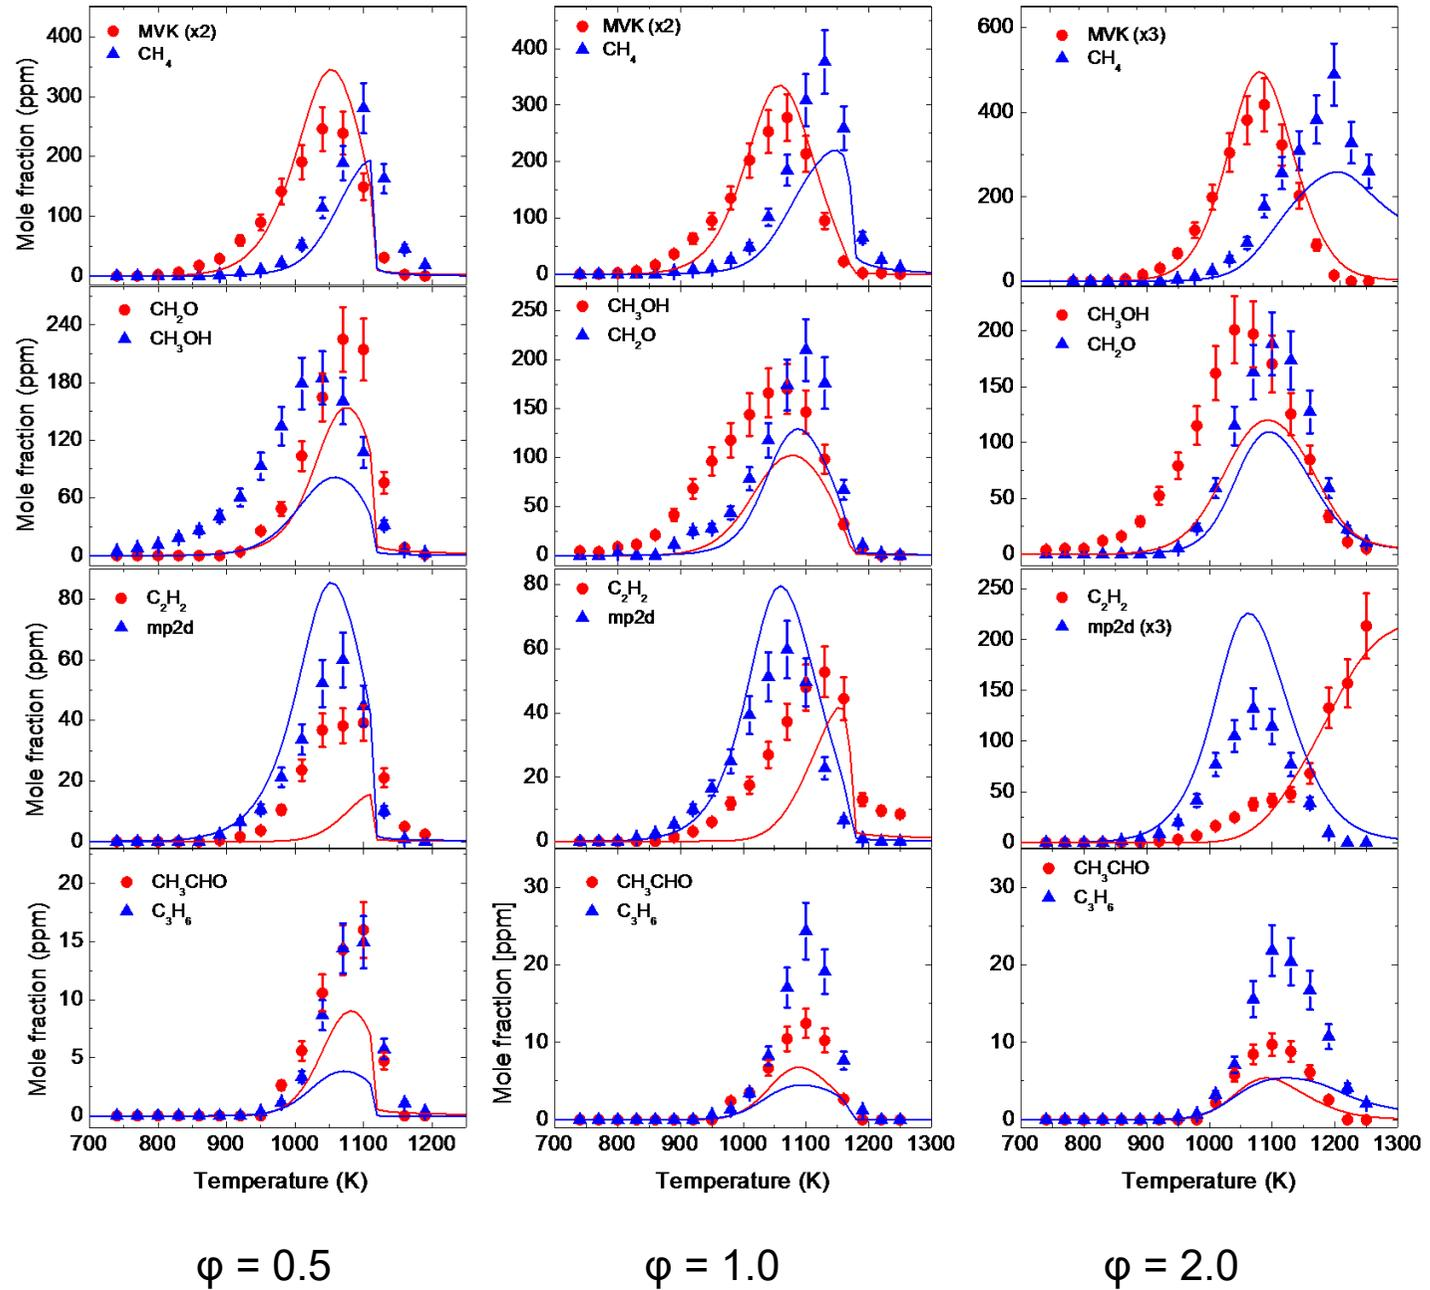 MVK (x2)
CH₄
400
300
200
100
0
Mole fraction (ppm)
MVK (x2)
CH₄
400
300
200
100
0
MVK (x3)
CH₄
600
400
200
0
CH₂O
CH₃OH
240
180
120
60
0
Mole fraction (ppm)
CH₃OH
CH₂O
250
200
150
100
50
0
CH₃OH
CH₂O
200
150
100
50
0
C₂H₂
mp2d
80
60
40
20
0
Mole fraction (ppm)
C₂H₂
mp2d
80
60
40
20
0
C₂H₂
mp2d (x3)
250
200
150
100
50
0
CH₃CHO
C₃H₆
20
15
10
5
0
Mole fraction (ppm)
700 800 900 1000 1100 1200
Temperature (K)
CH₃CHO
C₃H₆
30
20
10
0
Mole fraction [ppm]
700 800 900 1000 1100 1200 1300
Temperature (K)
CH₃CHO
C₃H₆
30
20
10
0
700 800 900 1000 1100 1200 1300
Temperature (K)
φ = 0.5
φ = 1.0
φ = 2.0